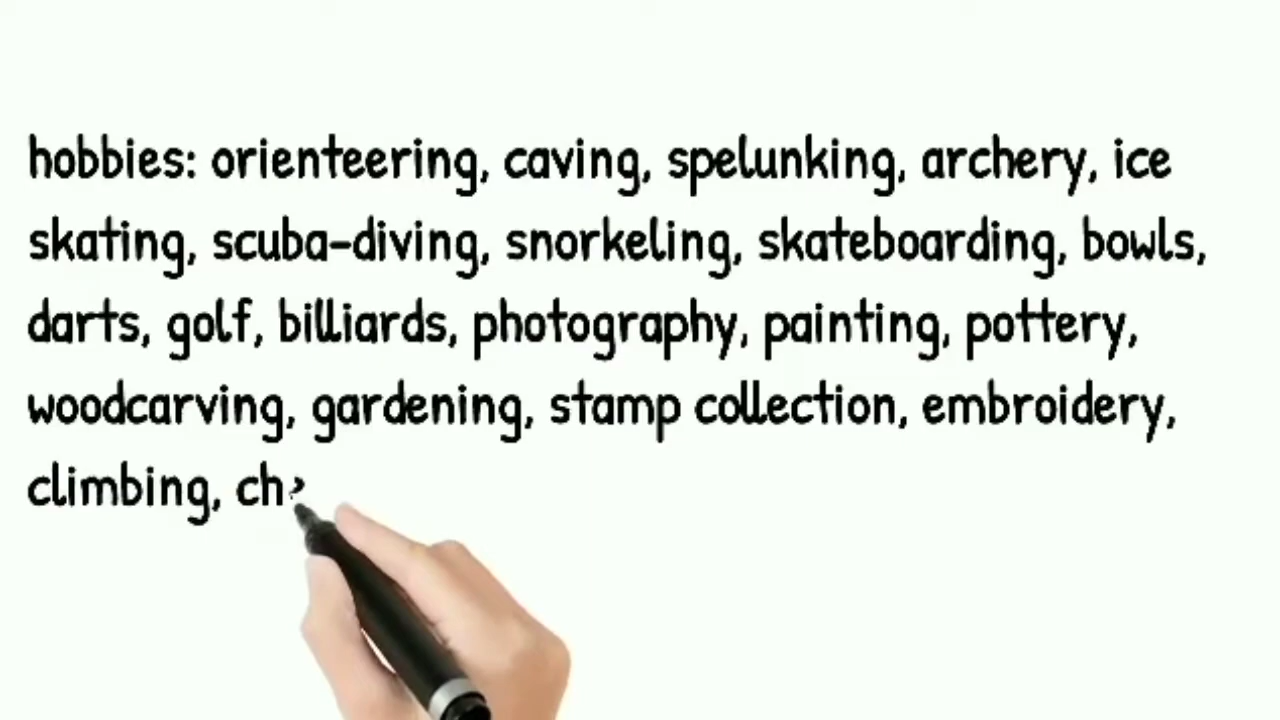 hobbies: orienteering, caving, spelunking, archery, ice
skating, scuba-diving, snorkeling, skateboarding, bowls,
darts, golf, billiards, photography, painting, pottery,
woodcarving, gardening, stamp collection, embroidery,
climbing, ch